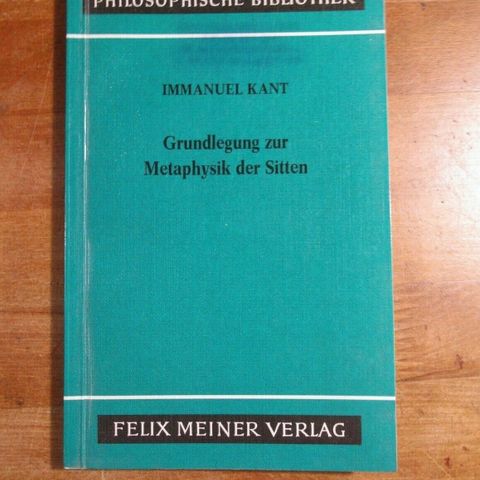 PHILOSOPHISCHE BIBLIOTHEK
IMMANUEL KANT
Grundlegung zur
Metaphysik der Sitten
FELIX MEINER VERLAG